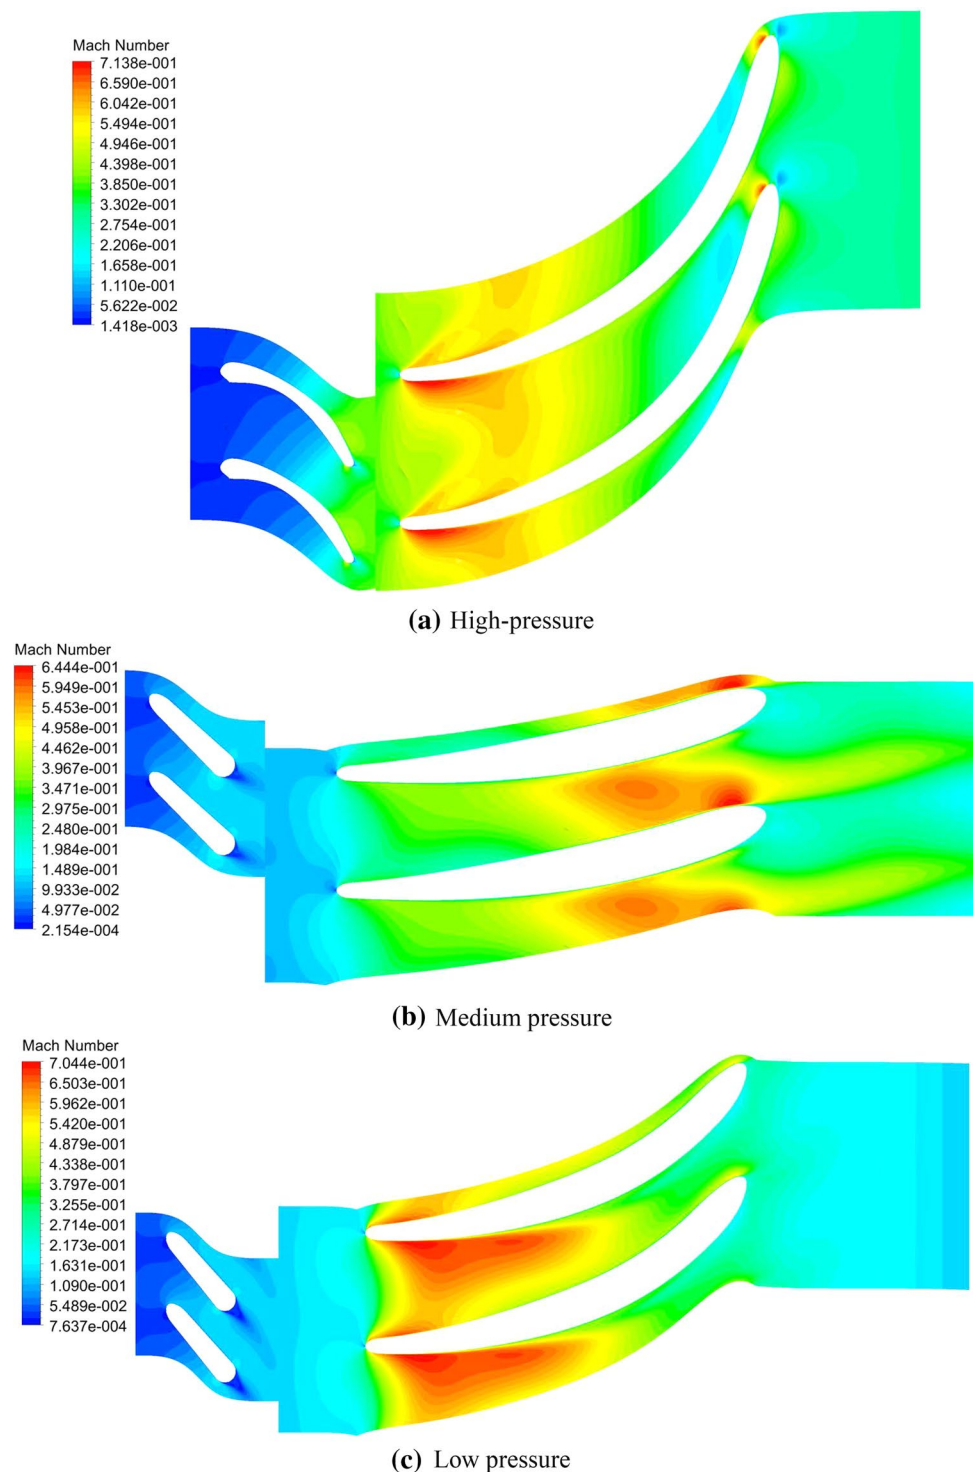 Mach Number
7.138e-001
6.590e-001
6.042e-001
5.494e-001
4.946e-001
4.398e-001
3.850e-001
3.302e-001
2.754e-001
2.206e-001
1.658e-001
1.110e-001
5.622e-002
1.418e-003
(a) High-pressure
Mach Number
6.444e-001
5.949e-001
5.453e-001
4.958e-001
4.462e-001
3.967e-001
3.471e-001
2.975e-001
2.480e-001
1.984e-001
1.489e-001
9.933e-002
4.977e-002
2.154e-004
(b) Medium pressure
Mach Number
7.044e-001
6.503e-001
5.962e-001
5.420e-001
4.879e-001
4.338e-001
3.797e-001
3.255e-001
2.714e-001
2.173e-001
1.631e-001
1.090e-001
5.489e-002
7.637e-004
(c) Low pressure